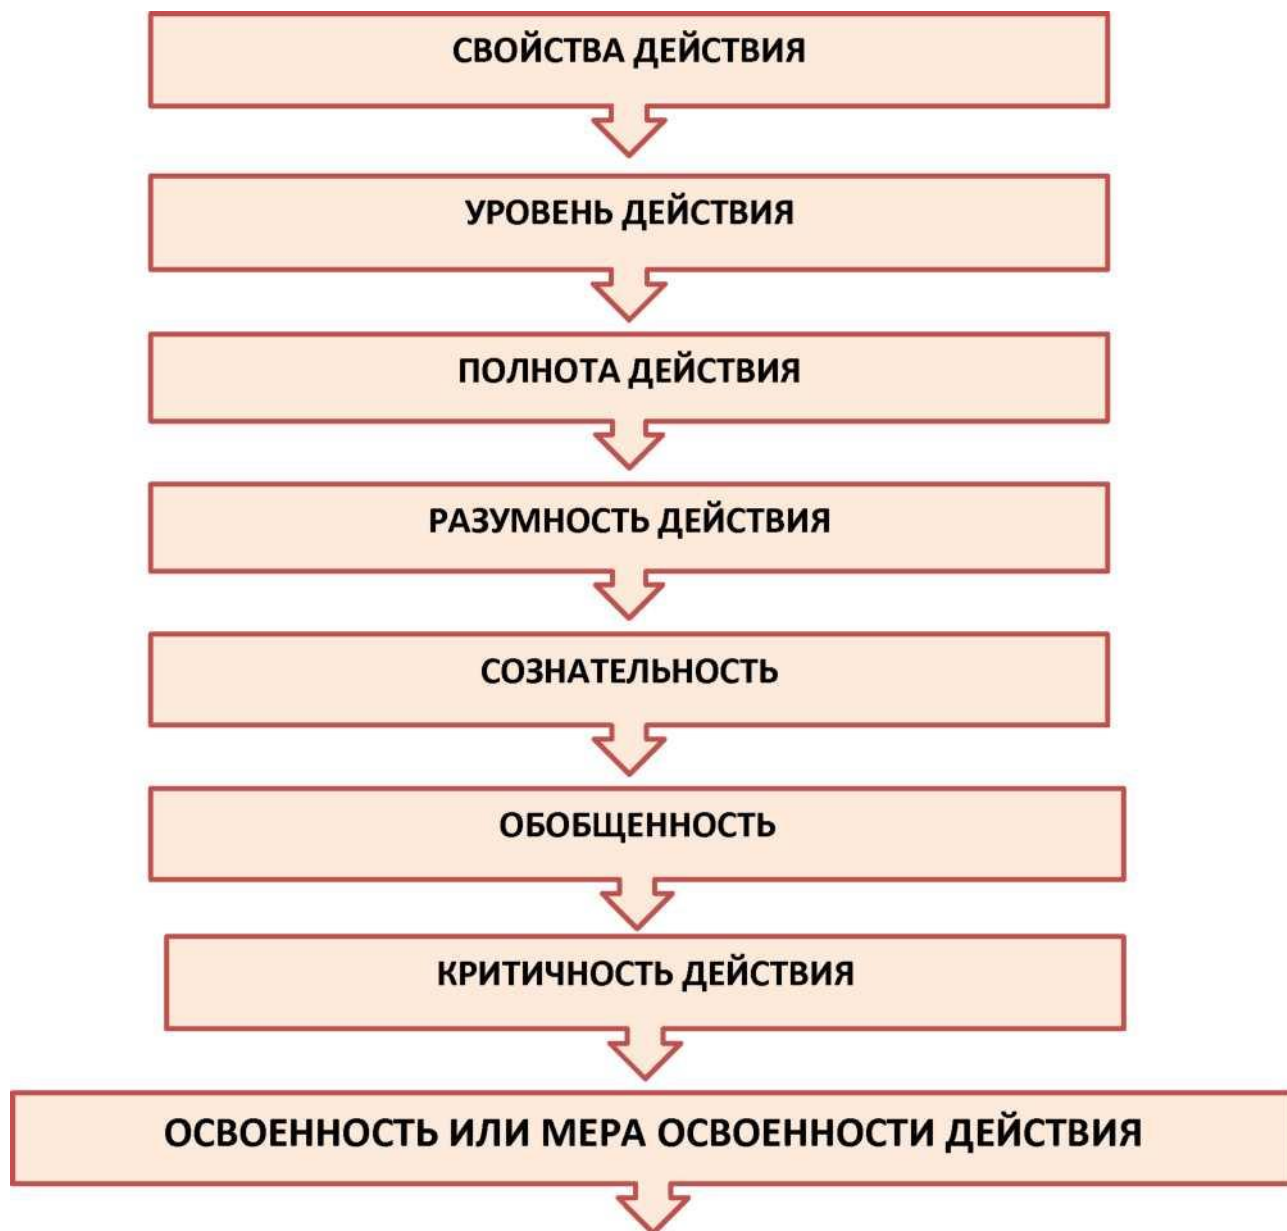 СВОЙСТВА ДЕЙСТВИЯ
УРОВЕНЬ ДЕЙСТВИЯ
ПОЛНОТА ДЕЙСТВИЯ
РАЗУМНОСТЬ ДЕЙСТВИЯ
СОЗНАТЕЛЬНОСТЬ
ОБОБЩЕННОСТЬ
КРИТИЧНОСТЬ ДЕЙСТВИЯ
ОСВОЕННОСТЬ ИЛИ МЕРА ОСВОЕННОСТИ ДЕЙСТВИЯ